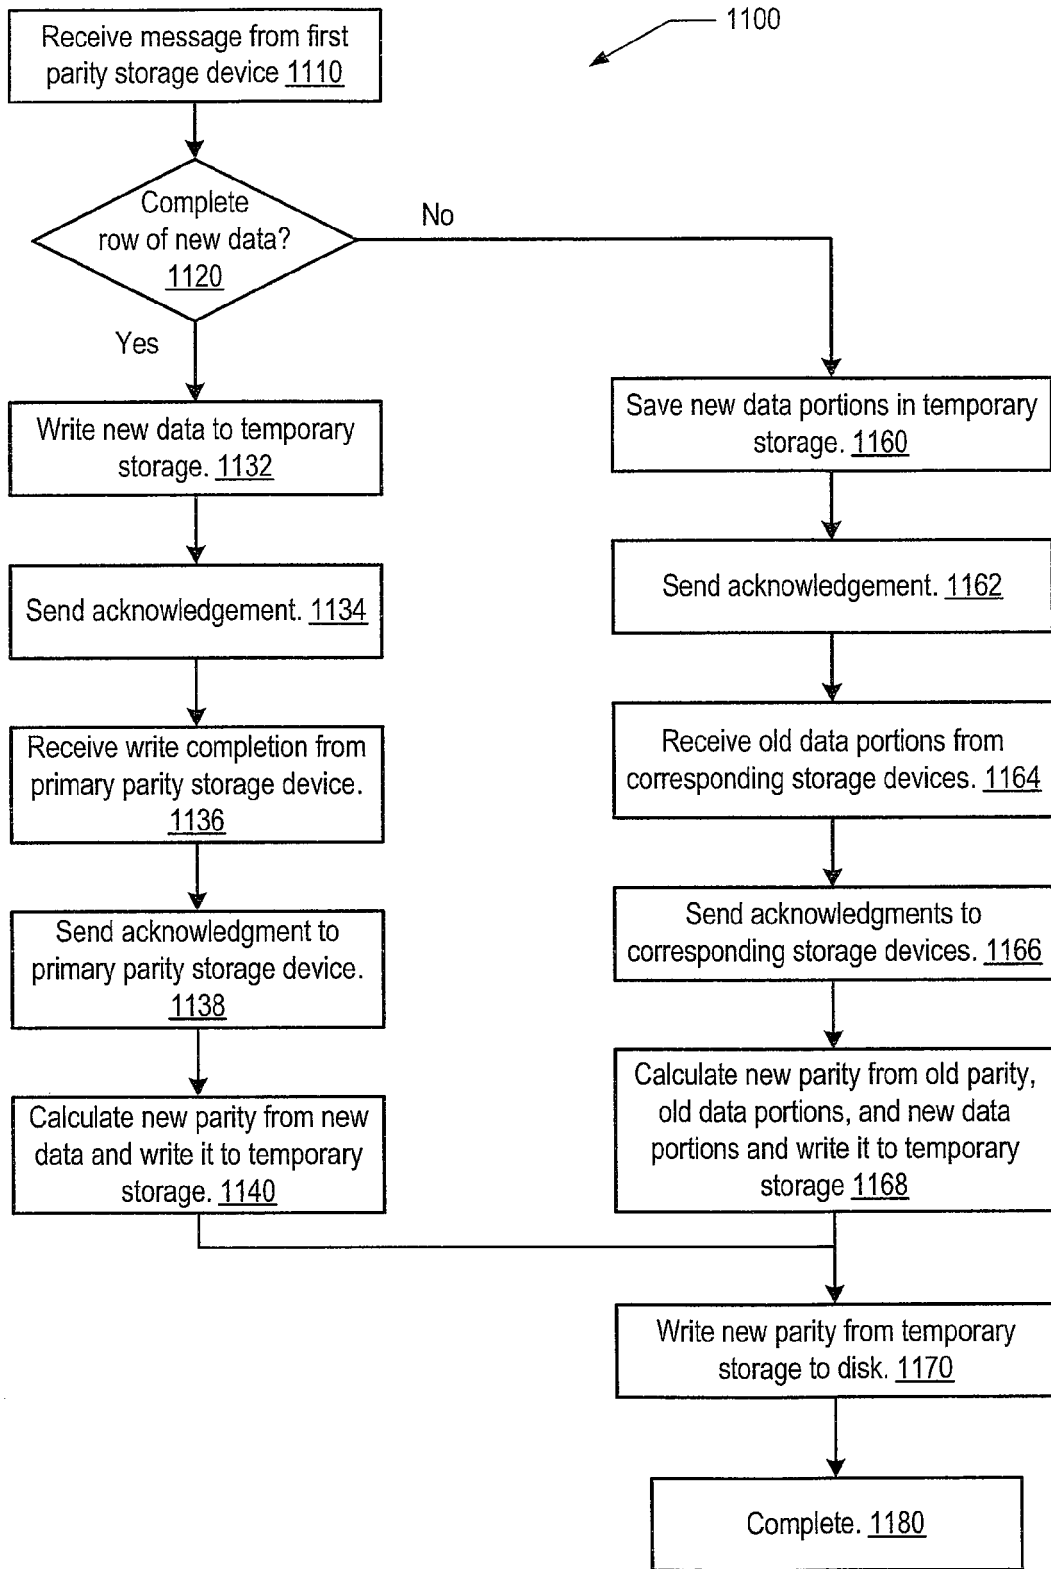 Receive message from first
parity storage device 1110
1100
Complete
row of new data?
1120
No
Yes
Write new data to temporary
storage. 1132
Send acknowledgement. 1134
Receive write completion from
primary parity storage device.
1136
Send acknowledgment to
primary parity storage device.
1138
Calculate new parity from new
data and write it to temporary
storage. 1140
Save new data portions in temporary
storage. 1160
Send acknowledgement. 1162
Receive old data portions from
corresponding storage devices. 1164
Send acknowledgments to
corresponding storage devices. 1166
Calculate new parity from old parity,
old data portions, and new data
portions and write it to temporary
storage 1168
Write new parity from temporary
storage to disk. 1170
Complete. 1180